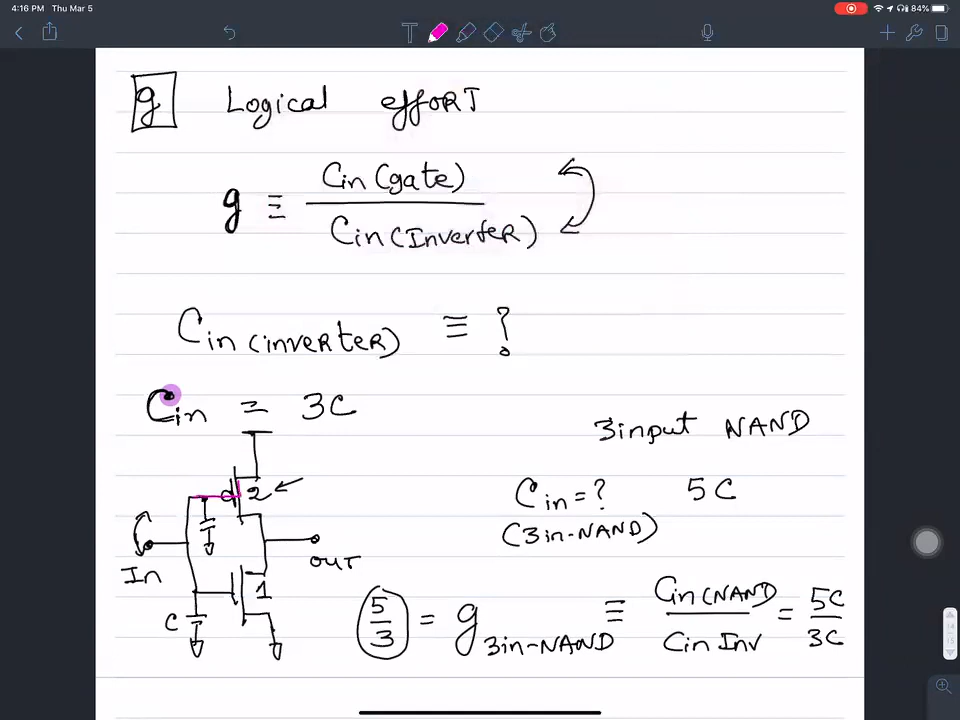 4:16 PM Thu Mar 5
84%
g Logical effORT
g ≡ Cin(gate)
Cin(InverteR)
Cin (inverteR) ≡ ?
Cin = 3C
3input NAND
Cin = ? 5C
(3in-NAND)
2
In
OUT
1
C
5/3 = g 3in-NAND ≡ Cin(NAND) / Cin Inv = 5C / 3C